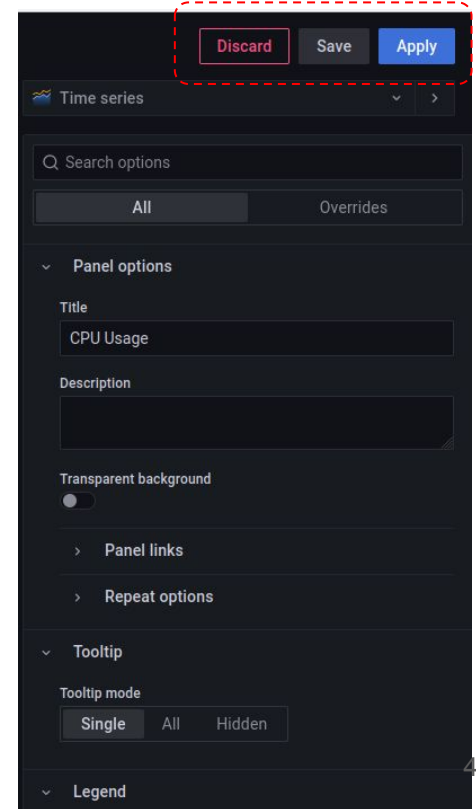 Discard Save Apply
Time series
Search options
All Overrides
Panel options
Title
CPU Usage
Description
Transparent background
Panel links
Repeat options
Tooltip
Tooltip mode
Single All Hidden
4
Legend